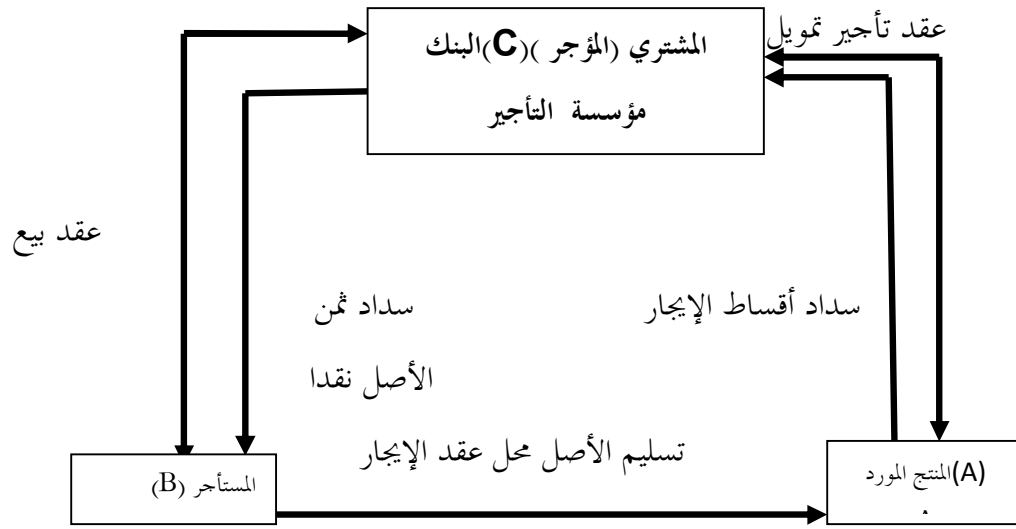 المشتري (المؤجر )(C)البنك
مؤسسة التأجير
عقد تأجير تمويل
عقد بيع
سداد ثمن
الأصل نقدا
سداد أقساط الإيجار
تسليم الأصل محل عقد الإيجار
المستأجر (B)
(A)المنتج المورد